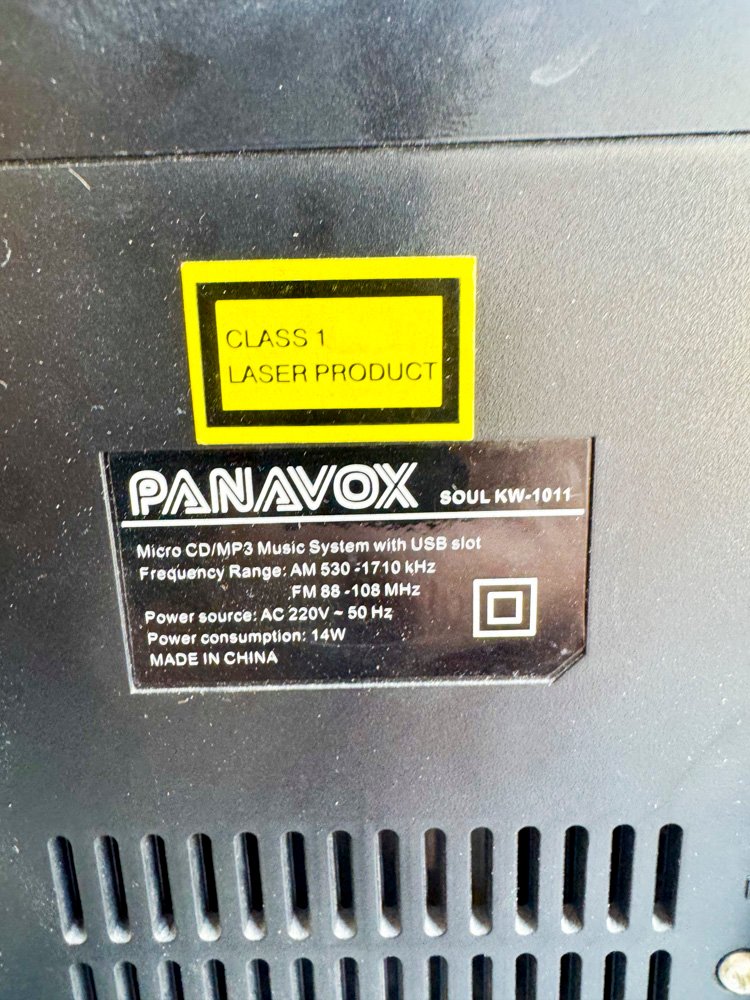 CLASS 1
LASER PRODUCT
PANAVOX SOUL KW-1011
Micro CD/MP3 Music System with USB slot
Frequency Range: AM 530 -1710 kHz
FM 88 -108 MHz
Power source: AC 220V ~ 50 Hz
Power consumption: 14W
MADE IN CHINA